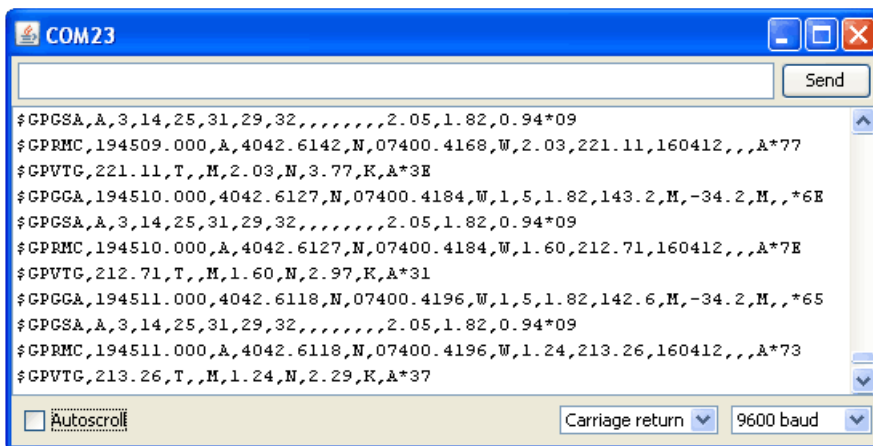 COM23
Send
$GPGSA,A,3,14,25,31,29,32,,,,,,,,2.05,1.82,0.94*09
$GPRMC,194509.000,A,4042.6142,N,07400.4168,W,2.03,221.11,160412,,,A*77
$GPVTG,221.11,T,,M,2.03,N,3.77,K,A*3E
$GPGGA,194510.000,4042.6127,N,07400.4184,W,1,5,1.82,143.2,M,-34.2,M,,*6E
$GPGSA,A,3,14,25,31,29,32,,,,,,,,2.05,1.82,0.94*09
$GPRMC,194510.000,A,4042.6127,N,07400.4184,W,1.60,212.71,160412,,,A*7E
$GPVTG,212.71,T,,M,1.60,N,2.97,K,A*31
$GPGGA,194511.000,4042.6118,N,07400.4196,W,1,5,1.82,142.6,M,-34.2,M,,*65
$GPGSA,A,3,14,25,31,29,32,,,,,,,,2.05,1.82,0.94*09
$GPRMC,194511.000,A,4042.6118,N,07400.4196,W,1.24,213.26,160412,,,A*73
$GPVTG,213.26,T,,M,1.24,N,2.29,K,A*37
Autoscroll Carriage return 9600 baud